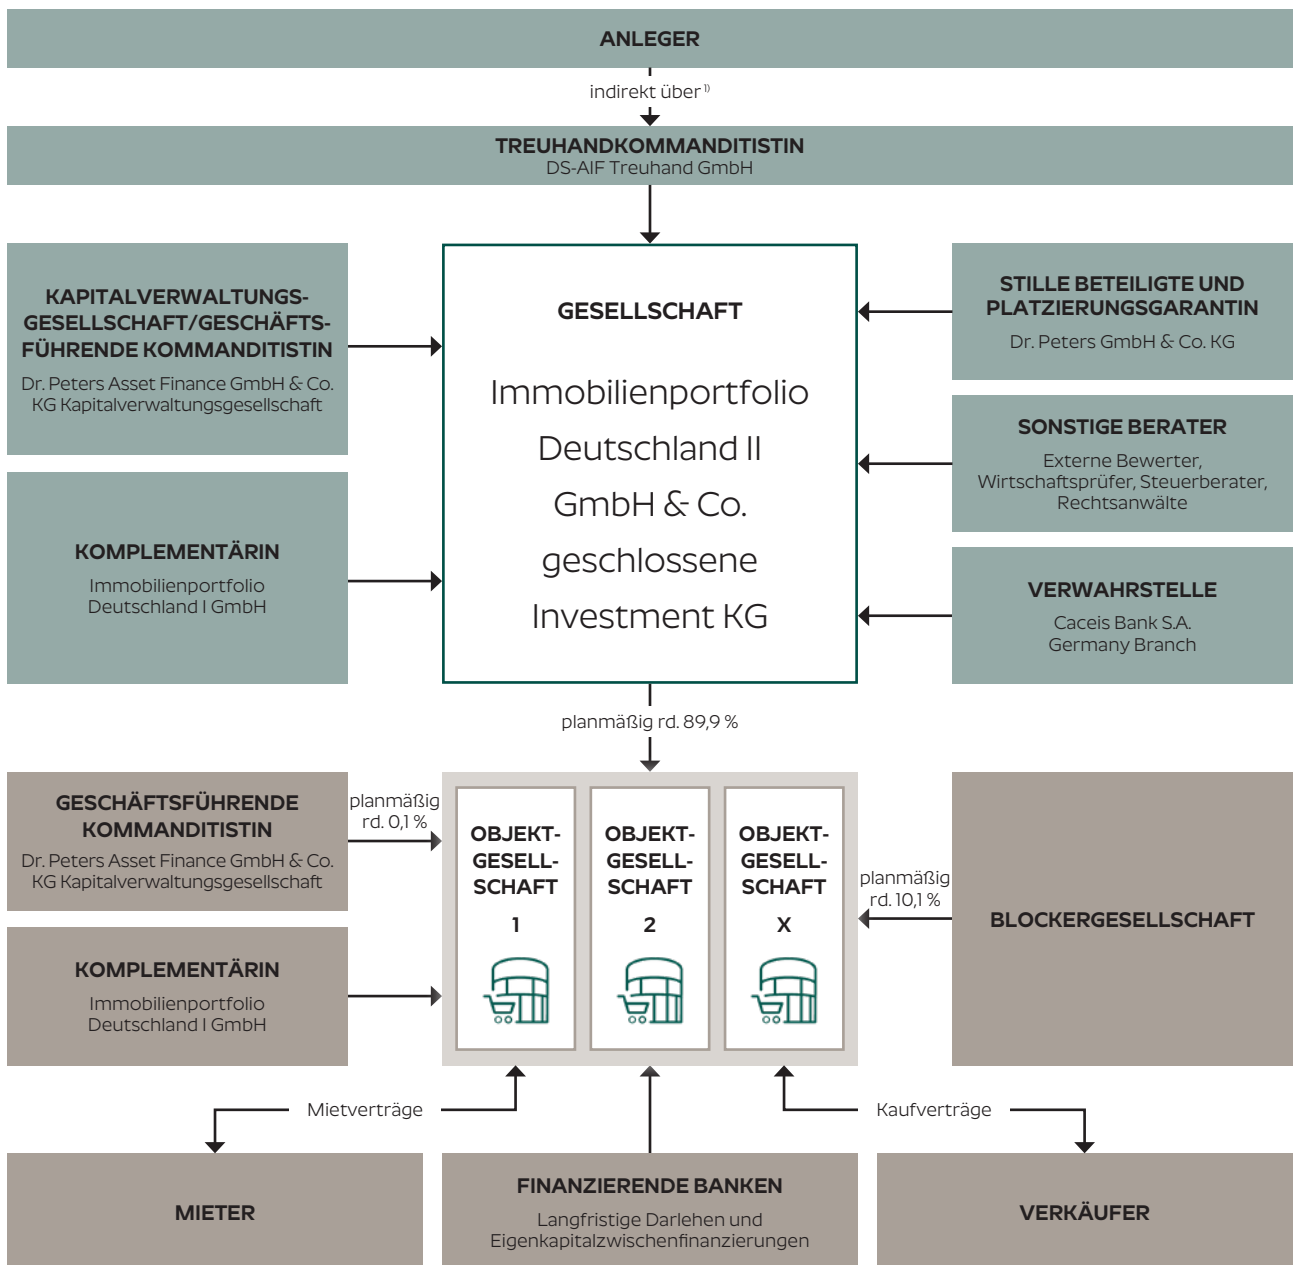 ANLEGER
indirekt über 1)
TREUHANDKOMMANDITISTIN
DS-AIF Treuhand GmbH
KAPITALVERWALTUNGS-
GESELLSCHAFT/GESCHÄFTS-
FÜHRENDE KOMMANDITISTIN
Dr. Peters Asset Finance GmbH & Co.
KG Kapitalverwaltungsgesellschaft
KOMPLEMENTÄRIN
Immobilienportfolio
Deutschland I GmbH
GESELLSCHAFT
Immobilienportfolio
Deutschland II
GmbH & Co.
geschlossene
Investment KG
STILLE BETEILIGTE UND
PLATZIERUNGSGARANTIN
Dr. Peters GmbH & Co. KG
SONSTIGE BERATER
Externe Bewerter,
Wirtschaftsprüfer, Steuerberater,
Rechtsanwälte
VERWAHRSTELLE
Caceis Bank S.A.
Germany Branch
planmäßig rd. 89,9 %
GESCHÄFTSFÜHRENDE
KOMMANDITISTIN
Dr. Peters Asset Finance GmbH & Co.
KG Kapitalverwaltungsgesellschaft
planmäßig
rd. 0,1 %
KOMPLEMENTÄRIN
Immobilienportfolio
Deutschland I GmbH
OBJEKT-
GESELL-
SCHAFT
1
OBJEKT-
GESELL-
SCHAFT
2
OBJEKT-
GESELL-
SCHAFT
X
planmäßig
rd. 10,1 %
BLOCKERGESELLSCHAFT
Mietverträge
Kaufverträge
MIETER
FINANZIERENDE BANKEN
Langfristige Darlehen und
Eigenkapitalzwischenfinanzierungen
VERKÄUFER